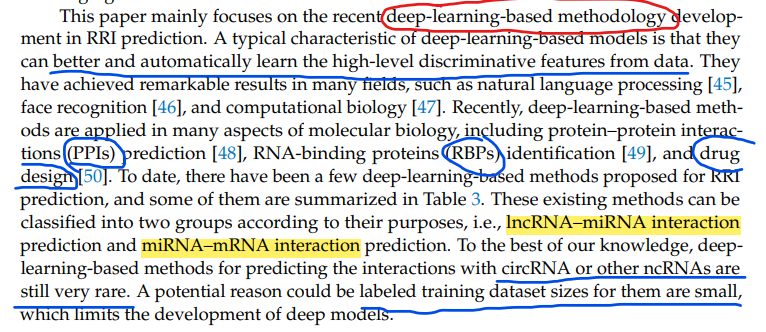 This paper mainly focuses on the recent deep-learning-based methodology develop-
ment in RRI prediction. A typical characteristic of deep-learning-based models is that they
can better and automatically learn the high-level discriminative features from data. They
have achieved remarkable results in many fields, such as natural language processing [45],
face recognition [46], and computational biology [47]. Recently, deep-learning-based meth-
ods are applied in many aspects of molecular biology, including protein–protein interac-
tions (PPIs) prediction [48], RNA-binding proteins (RBPs) identification [49], and drug
design [50]. To date, there have been a few deep-learning-based methods proposed for RRI
prediction, and some of them are summarized in Table 3. These existing methods can be
classified into two groups according to their purposes, i.e., lncRNA–miRNA interaction
prediction and miRNA–mRNA interaction prediction. To the best of our knowledge, deep-
learning-based methods for predicting the interactions with circRNA or other ncRNAs are
still very rare. A potential reason could be labeled training dataset sizes for them are small,
which limits the development of deep models.